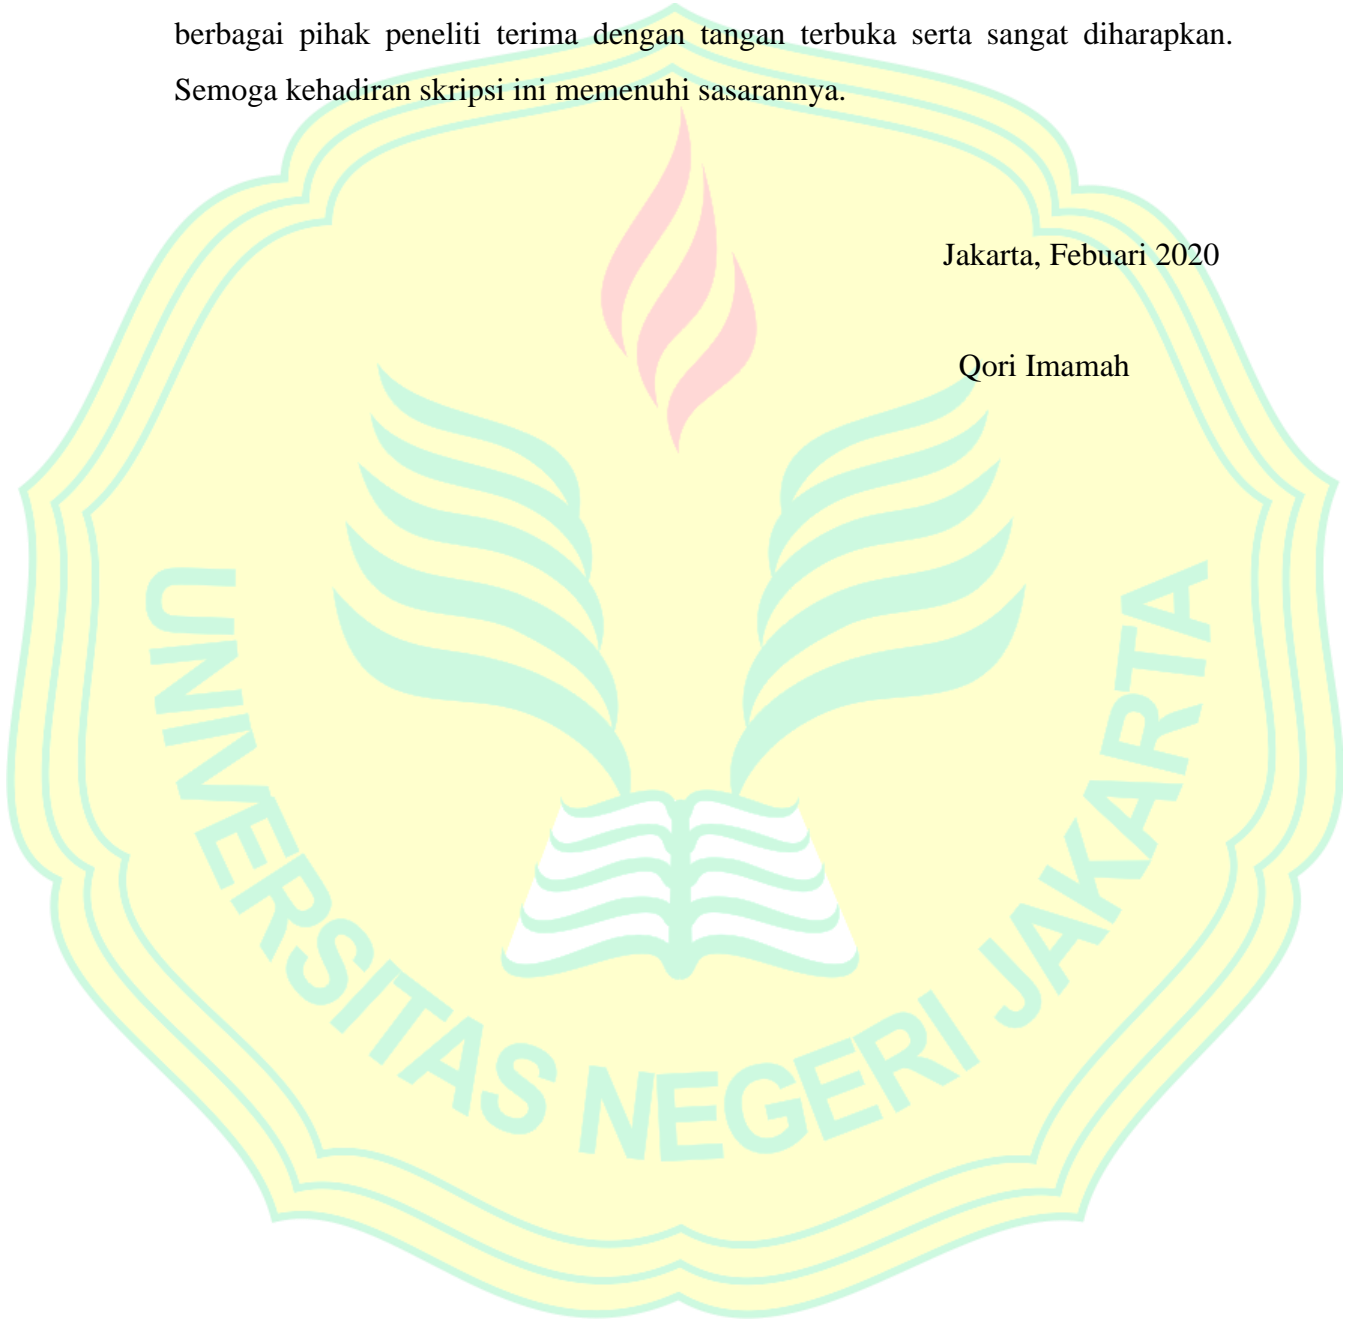 berbagai pihak peneliti terima dengan tangan terbuka serta sangat diharapkan.
Semoga kehadiran skripsi ini memenuhi sasarannya.
Jakarta, Febuari 2020
Qori Imamah
UNIVERSITAS NEGERI JAKARTA